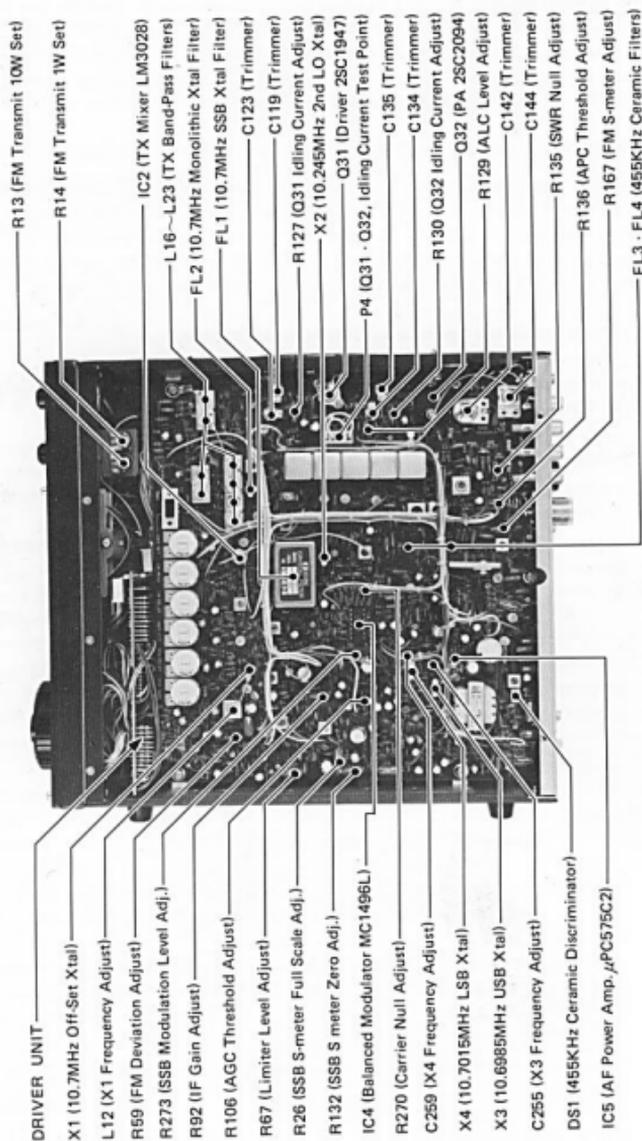 DRIVER UNIT
X1 (10.7MHz Off-Set Xtal)
L12 (X1 Frequency Adjust)
R59 (FM Deviation Adjust)
R273 (SSB Modulation Level Adj.)
R92 (IF Gain Adjust)
R106 (AGC Threshold Adjust)
R67 (Limiter Level Adjust)
R26 (SSB S-meter Full Scale Adj.)
R132 (SSB S meter Zero Adj.)
IC4 (Balanced Modulator MC1496L)
R270 (Carrier Null Adjust)
C259 (X4 Frequency Adjust)
X4 (10.7015MHz LSB Xtal)
X3 (10.6985MHz USB Xtal)
C255 (X3 Frequency Adjust)
DS1 (455KHz Ceramic Discriminator)
IC5 (AF Power Amp, μPC575C2)
R13 (FM Transmit 10W Set)
R14 (FM Transmit 1W Set)
IC2 (TX Mixer LM3028)
L16~L23 (TX Band-Pass Filters)
FL2 (10.7MHz Monolithic Xtal Filter)
FL1 (10.7MHz SSB Xtal Filter)
C123 (Trimmer)
C119 (Trimmer)
R127 (Q31 Idling Current Adjust)
X2 (10.245MHz 2nd LO Xtal)
Q31 (Driver 2SC1947)
P4 (Q31 · Q32, Idling Current Test Point)
C135 (Trimmer)
C134 (Trimmer)
R130 (Q32 Idling Current Adjust)
Q32 (PA 2SC2094)
R129 (ALC Level Adjust)
C142 (Trimmer)
C144 (Trimmer)
R135 (SWR Null Adjust)
R136 (APC Threshold Adjust)
R167 (FM S-meter Adjust)
FL3 · FL4 (455KHz Ceramic Filters)